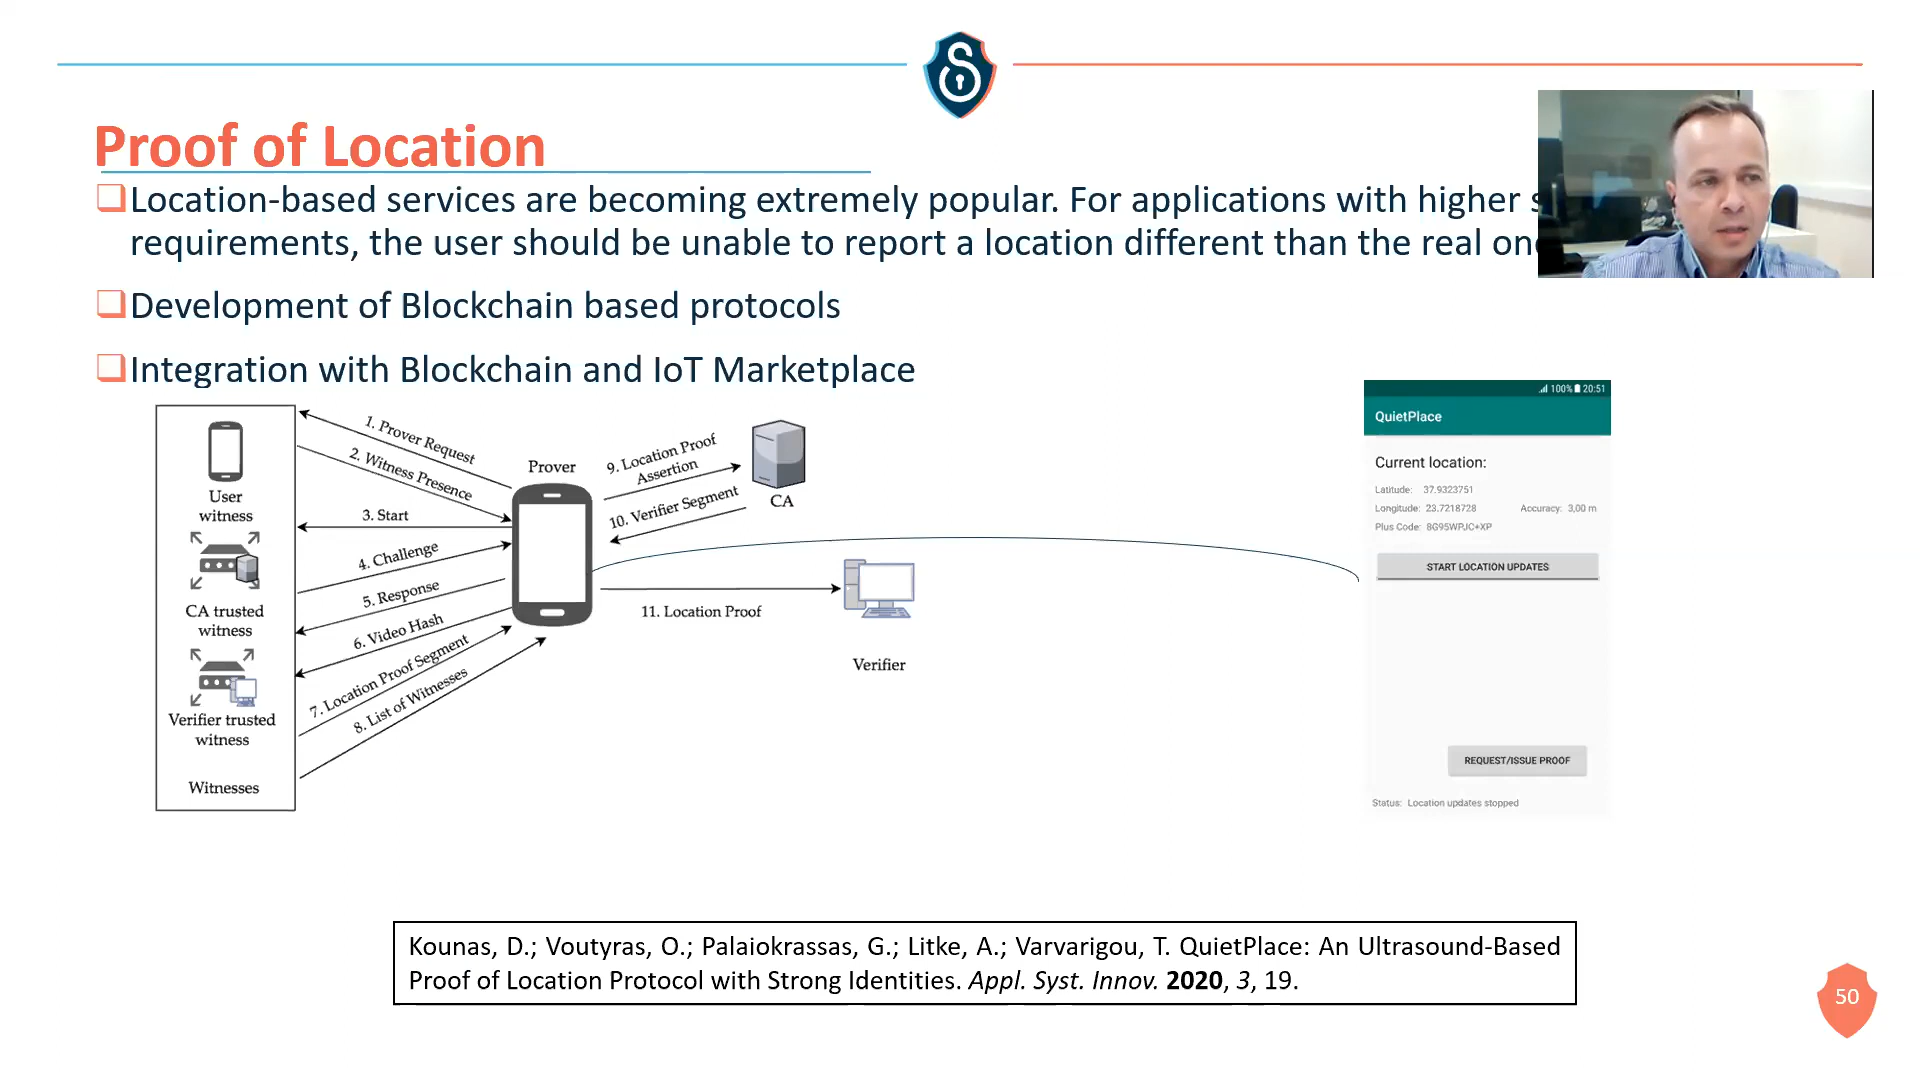 Proof of Location
Location-based services are becoming extremely popular. For applications with higher
requirements, the user should be unable to report a location different than the real
Development of Blockchain based protocols
Integration with Blockchain and IoT Marketplace
User
witness
CA trusted
witness
Verifier trusted
witness
Witnesses
1. Prover Request
2. Witness Presence
3. Start
4. Challenge
5. Response
6. Video Hash
7. Location Proof Segment
8. List of Witnesses
Prover
9. Location Proof
Assertion
10. Verifier Segment
CA
11. Location Proof
Verifier
100% 20:51
QuietPlace
Current location:
Latitude: 37.9323751
Longitude: 23.7218728 Accuracy: 3,00 m
Plus Code: 8G95WPJC+XP
START LOCATION UPDATES
REQUEST/ISSUE PROOF
Status: Location updates stopped
Kounas, D.; Voutyras, O.; Palaiokrassas, G.; Litke, A.; Varvarigou, T. QuietPlace: An Ultrasound-Based
Proof of Location Protocol with Strong Identities. Appl. Syst. Innov. 2020, 3, 19.
50